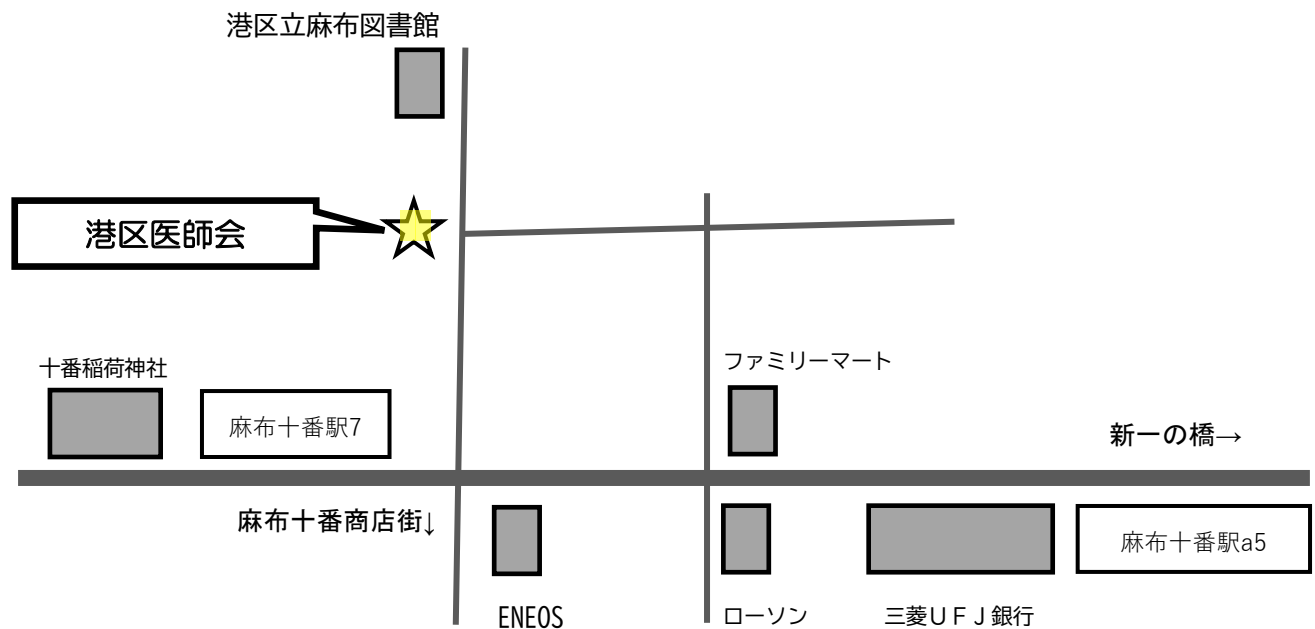 港区立麻布図書館
港区医師会
十番稲荷神社
麻布十番駅7
ファミリーマート
新一の橋→
麻布十番商店街↓
麻布十番駅a5
ENEOS
ローソン
三菱UFJ銀行